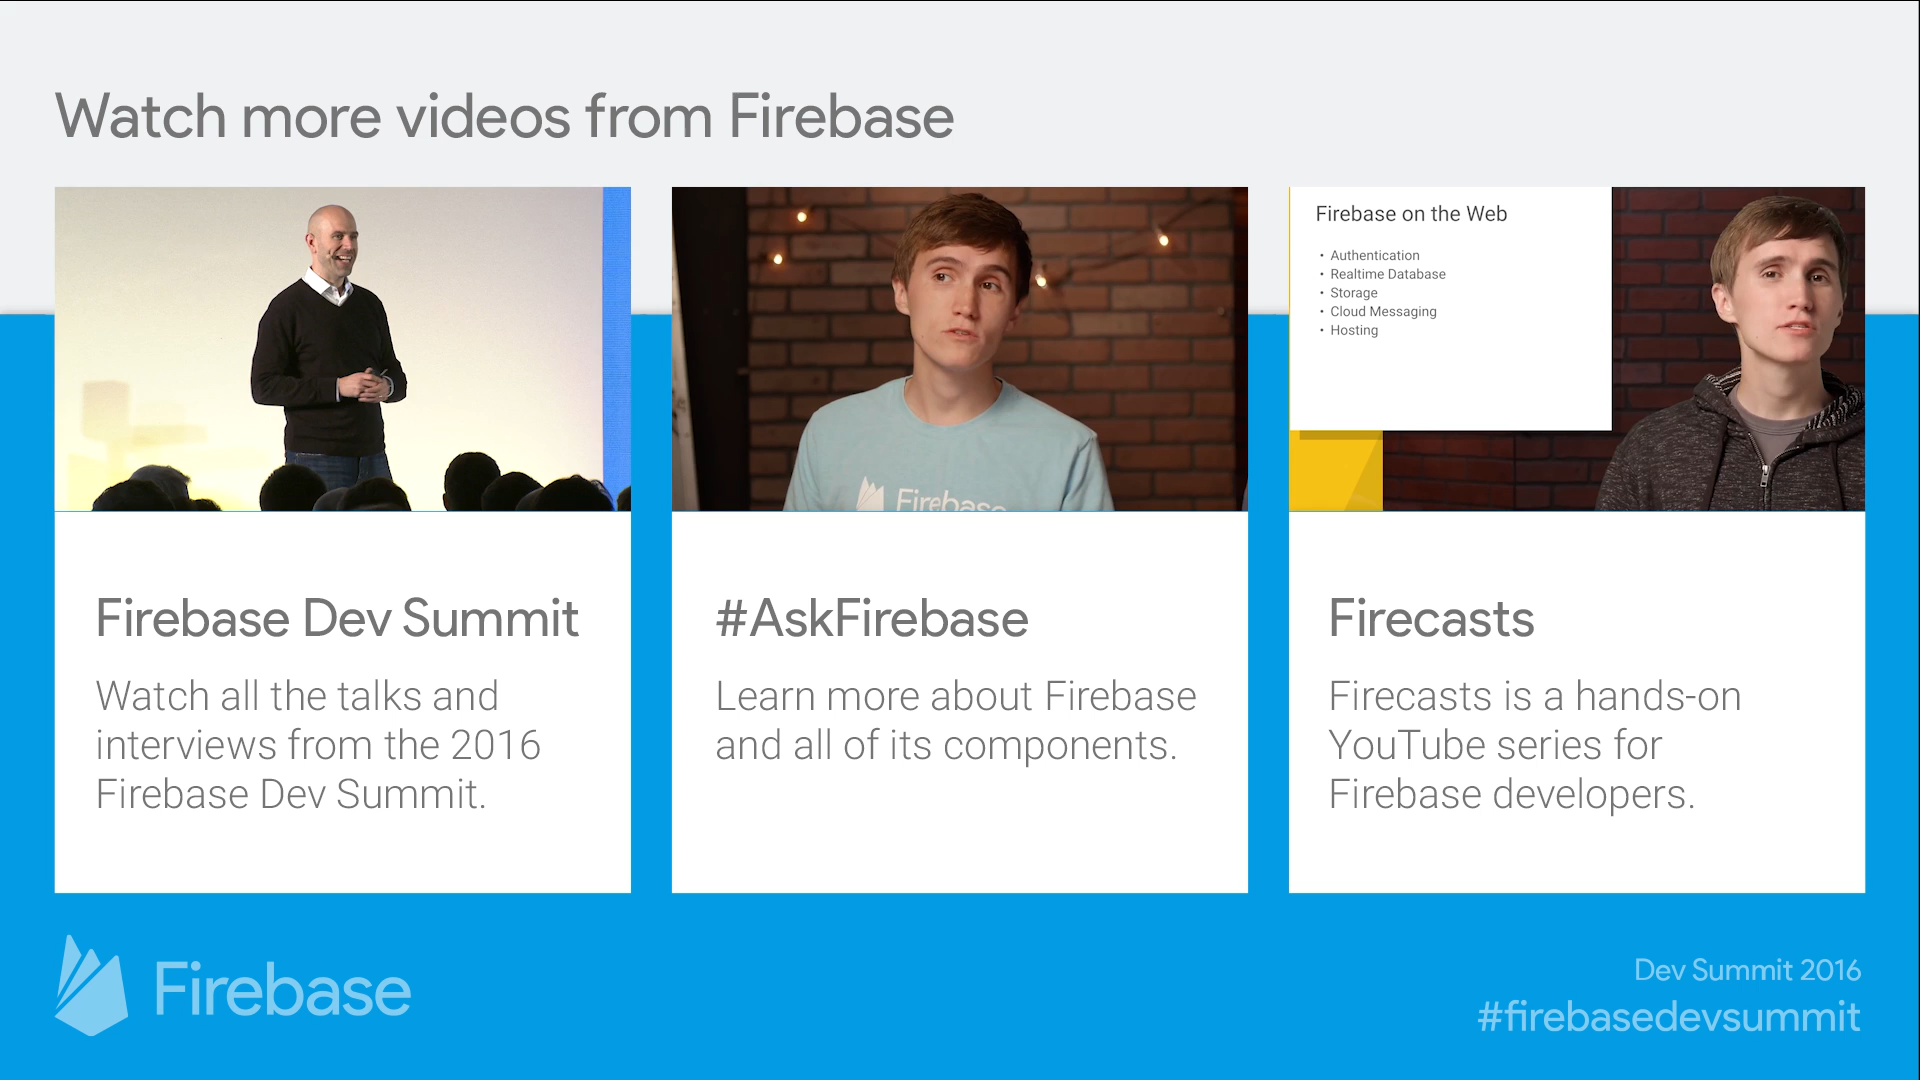 Watch more videos from Firebase
Firebase on the Web
• Authentication
• Realtime Database
• Storage
• Cloud Messaging
• Hosting
Firebase
Firebase Dev Summit
Watch all the talks and
interviews from the 2016
Firebase Dev Summit.
#AskFirebase
Learn more about Firebase
and all of its components.
Firecasts
Firecasts is a hands-on
YouTube series for
Firebase developers.
Firebase
Dev Summit 2016
#firebasedevsummit